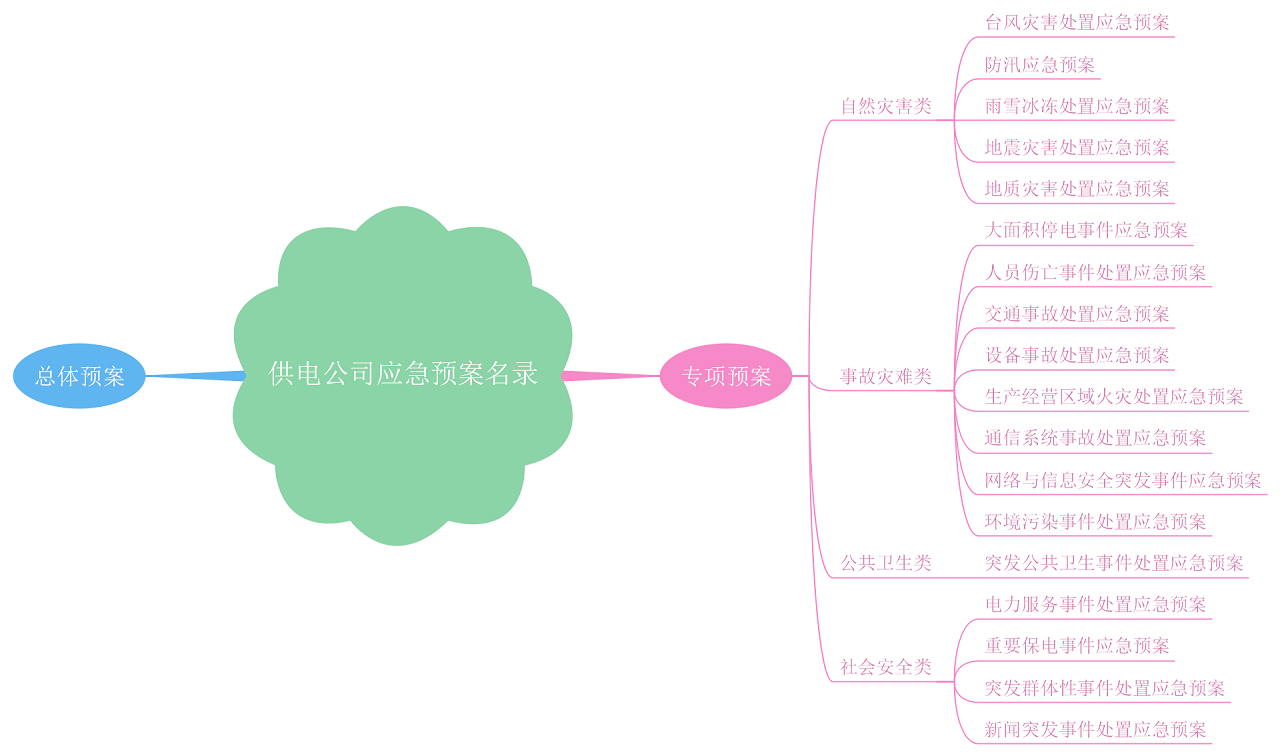 供电公司应急预案名录
总体预案
专项预案
自然灾害类
台风灾害处置应急预案
防汛应急预案
雨雪冰冻处置应急预案
地震灾害处置应急预案
地质灾害处置应急预案
事故灾难类
大面积停电事件应急预案
人员伤亡事件处置应急预案
交通事故处置应急预案
设备事故处置应急预案
生产经营区域火灾处置应急预案
通信系统事故处置应急预案
网络与信息安全突发事件应急预案
环境污染事件处置应急预案
公共卫生类
突发公共卫生事件处置应急预案
社会安全类
电力服务事件处置应急预案
重要保电事件应急预案
突发群体性事件处置应急预案
新闻突发事件处置应急预案